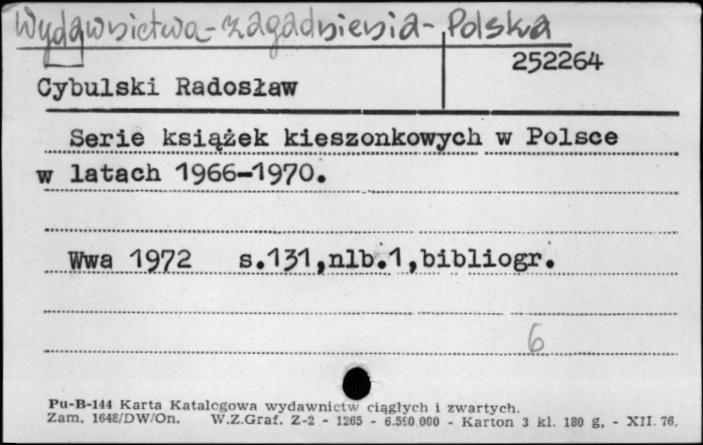 Wydawnictwa - zagadnienia - Polska
252264
Cybulski Radosław
Serie książek kieszonkowych w Polsce
w latach 1966-1970.
Wwa 1972 s.131,nlb.1,bibliogr.
6
Pu-B-144 Karta Katalogowa wydawnictw ciągłych i zwartych.
Zam. 1648/DW/On. W.Z.Graf. Z-2 - 1265 - 6.550.000 - Karton 3 kl. 180 g. - XII. 76.